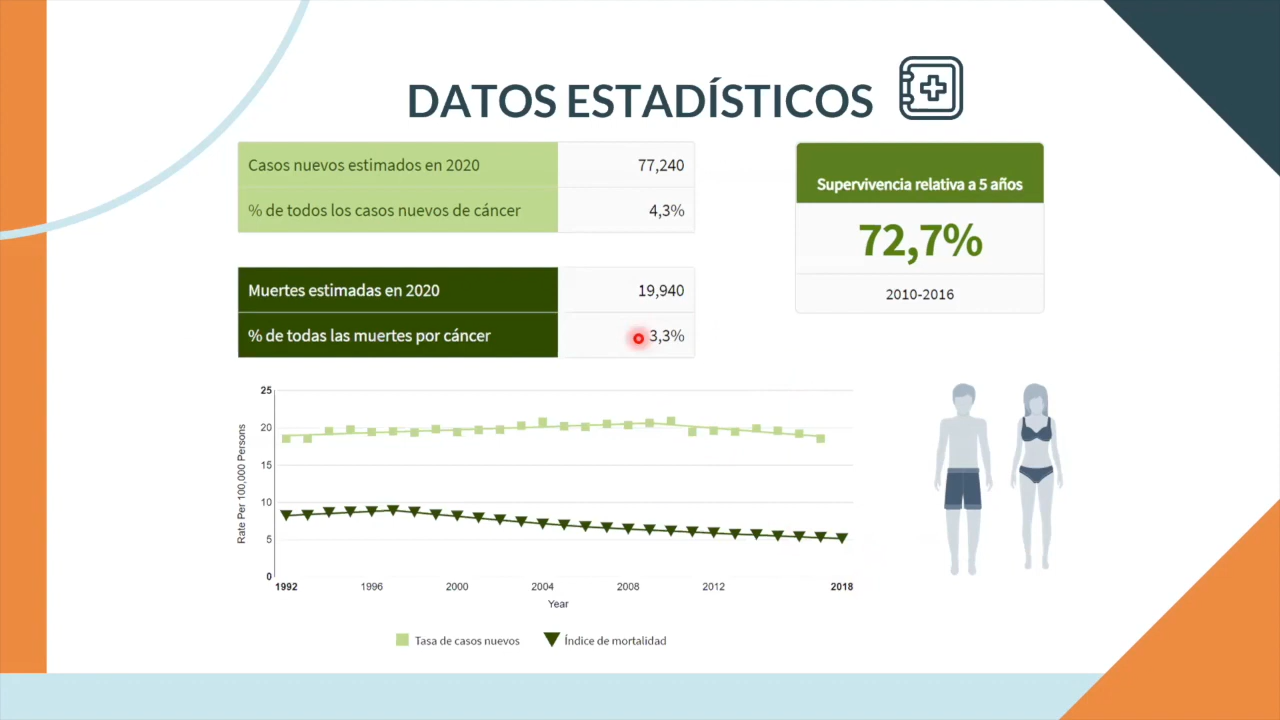 DATOS ESTADÍSTICOS
Casos nuevos estimados en 2020 77,240
% de todos los casos nuevos de cáncer 4,3%
Muertes estimadas en 2020 19,940
% de todas las muertes por cáncer 3,3%
Supervivencia relativa a 5 años
72,7%
2010-2016
25
20
15
10
5
0
Rate Per 100,000 Persons
1992 1996 2000 2004 2008 2012 2018
Year
Tasa de casos nuevos Índice de mortalidad